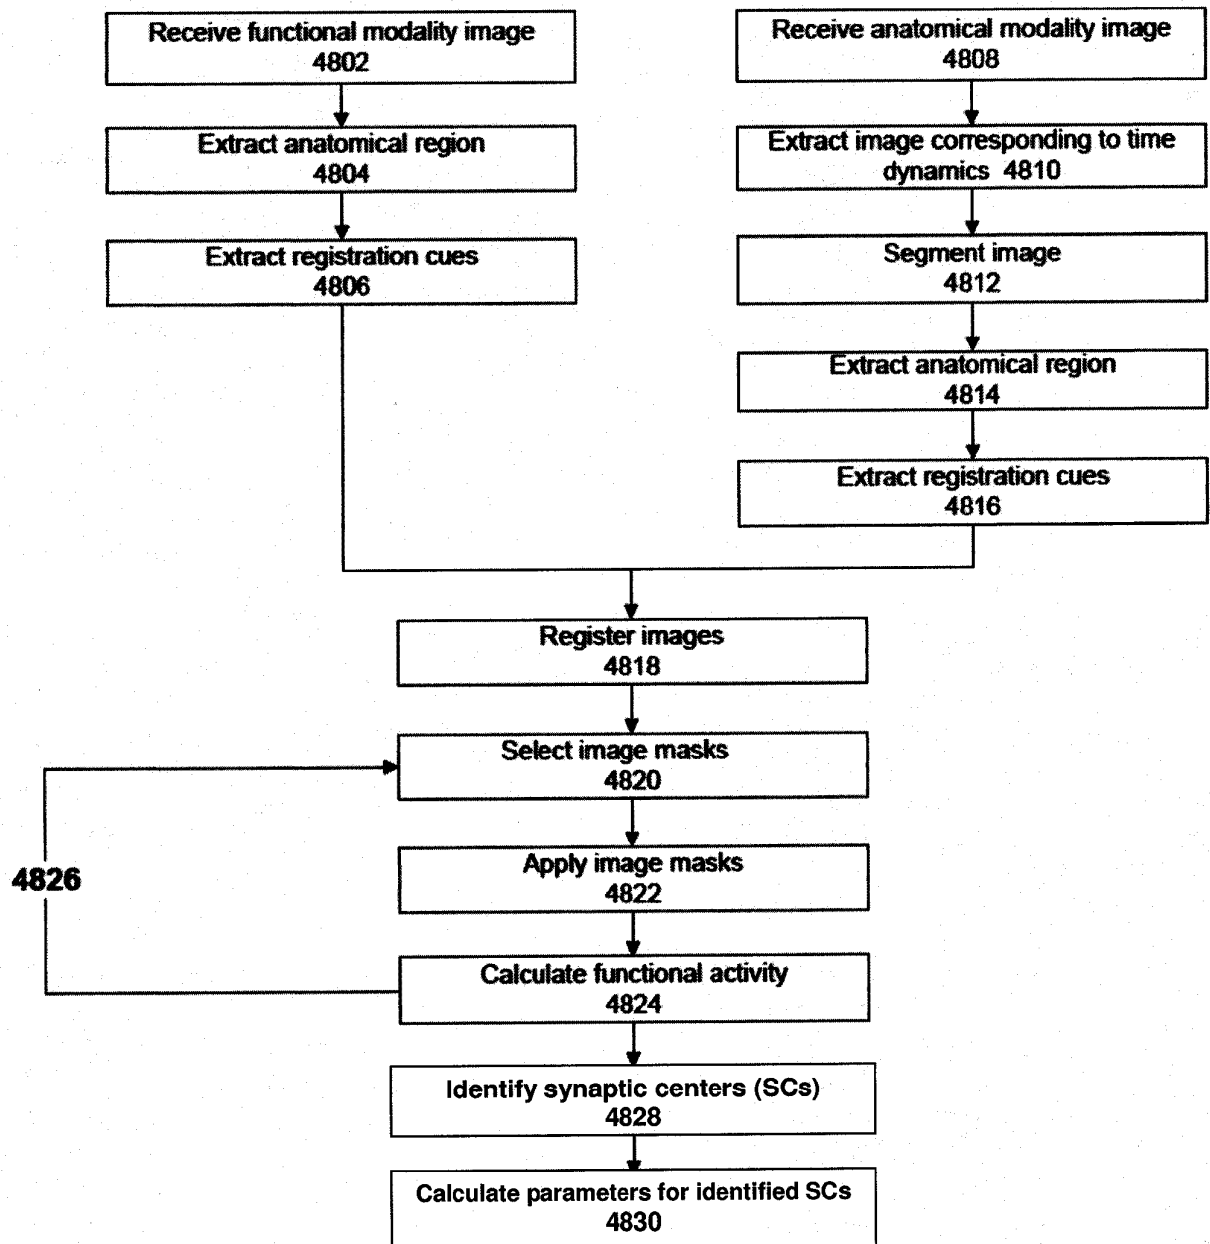 Receive functional modality image
4802
Extract anatomical region
4804
Extract registration cues
4806
Receive anatomical modality image
4808
Extract image corresponding to time
dynamics 4810
Segment image
4812
Extract anatomical region
4814
Extract registration cues
4816
Register images
4818
Select image masks
4820
Apply image masks
4822
Calculate functional activity
4824
4826
Identify synaptic centers (SCs)
4828
Calculate parameters for identified SCs
4830